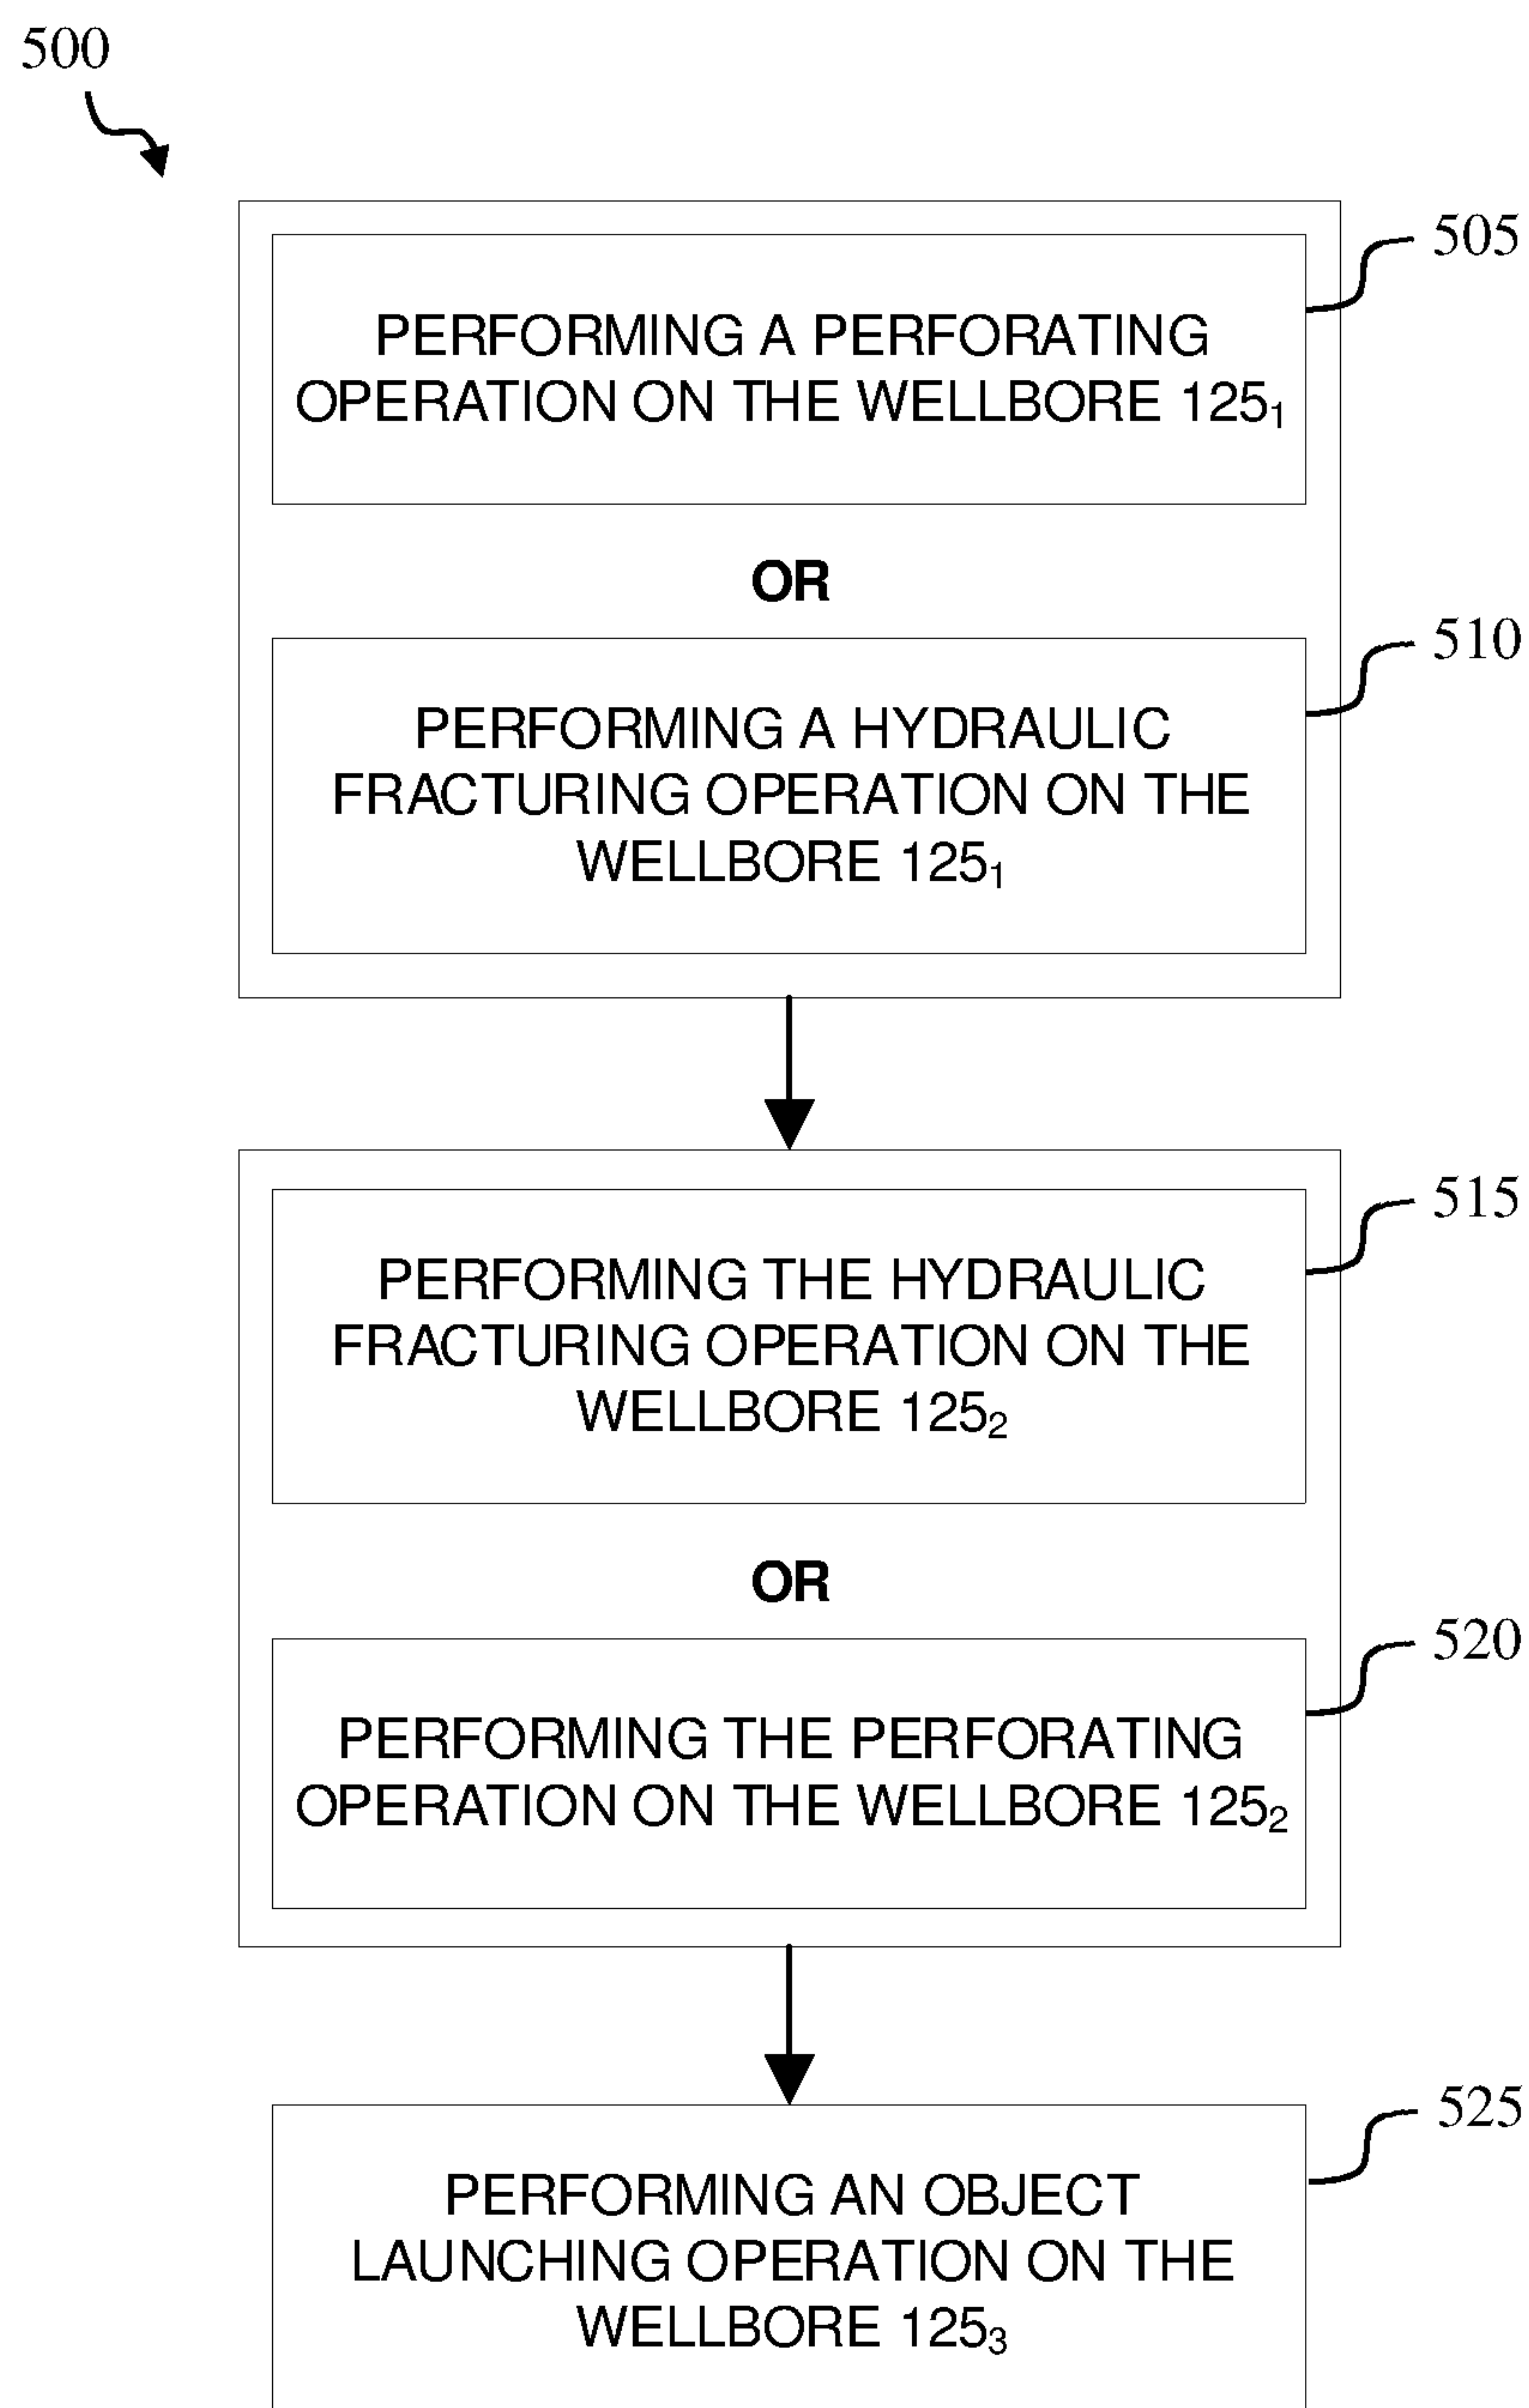 500
505
PERFORMING A PERFORATING
OPERATION ON THE WELLBORE 125₁
OR
510
PERFORMING A HYDRAULIC
FRACTURING OPERATION ON THE
WELLBORE 125₁
515
PERFORMING THE HYDRAULIC
FRACTURING OPERATION ON THE
WELLBORE 125₂
OR
520
PERFORMING THE PERFORATING
OPERATION ON THE WELLBORE 125₂
525
PERFORMING AN OBJECT
LAUNCHING OPERATION ON THE
WELLBORE 125₃